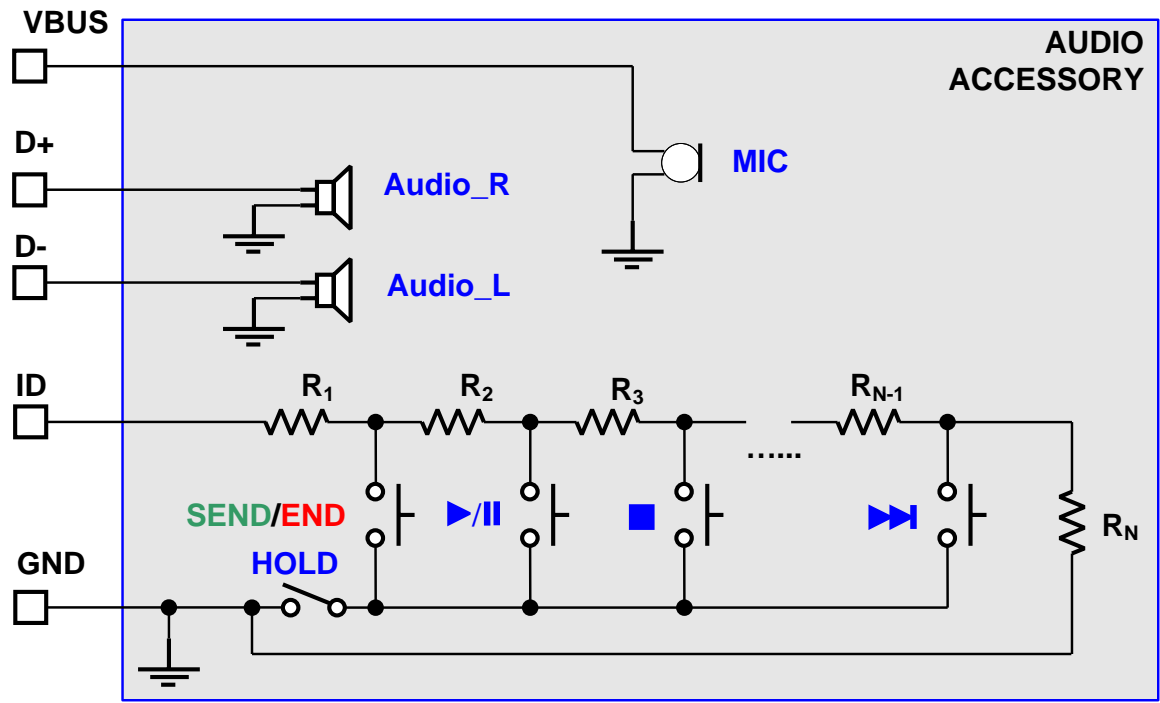 VBUS
AUDIO
ACCESSORY
D+
MIC
Audio_R
D-
Audio_L
ID
R1
R2
R3
RN-1
......
SEND/END
/
RN
GND
HOLD